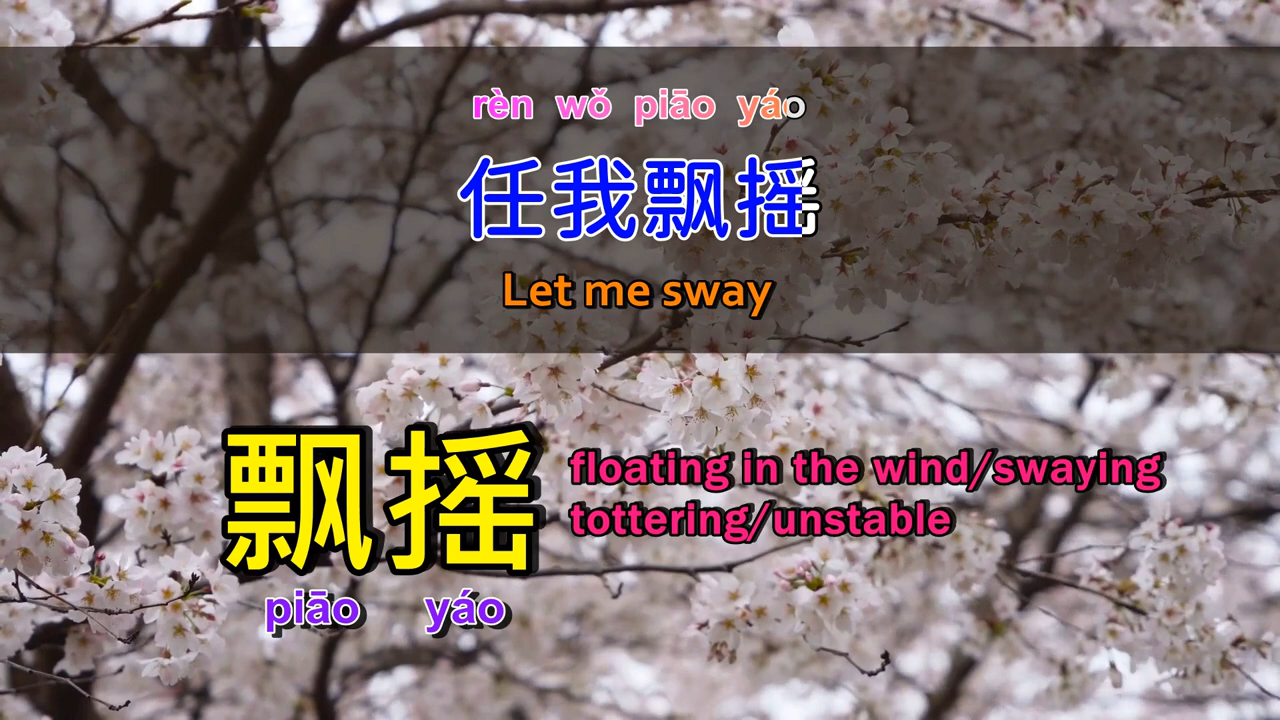 rèn wǒ piāo yáo
任我飘摇
Let me sway
飘摇
floating in the wind/swaying
tottering/unstable
piāo yáo